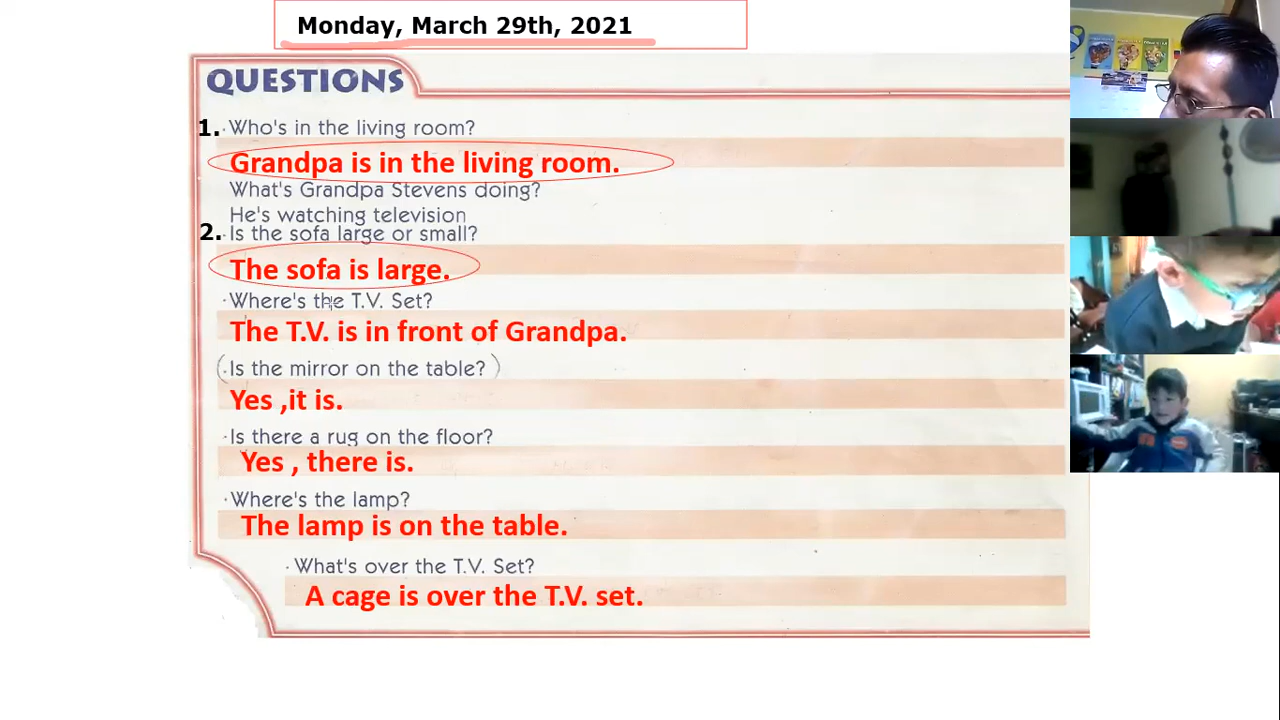 Monday, March 29th, 2021
QUESTIONS
1. · Who's in the living room?
Grandpa is in the living room.
What's Grandpa Stevens doing?
He's watching television
2. · Is the sofa large or small?
The sofa is large.
· Where's the T.V. Set?
The T.V. is in front of Grandpa.
(· Is the mirror on the table? )
Yes ,it is.
· Is there a rug on the floor?
Yes , there is.
· Where's the lamp?
The lamp is on the table.
· What's over the T.V. Set?
A cage is over the T.V. set.